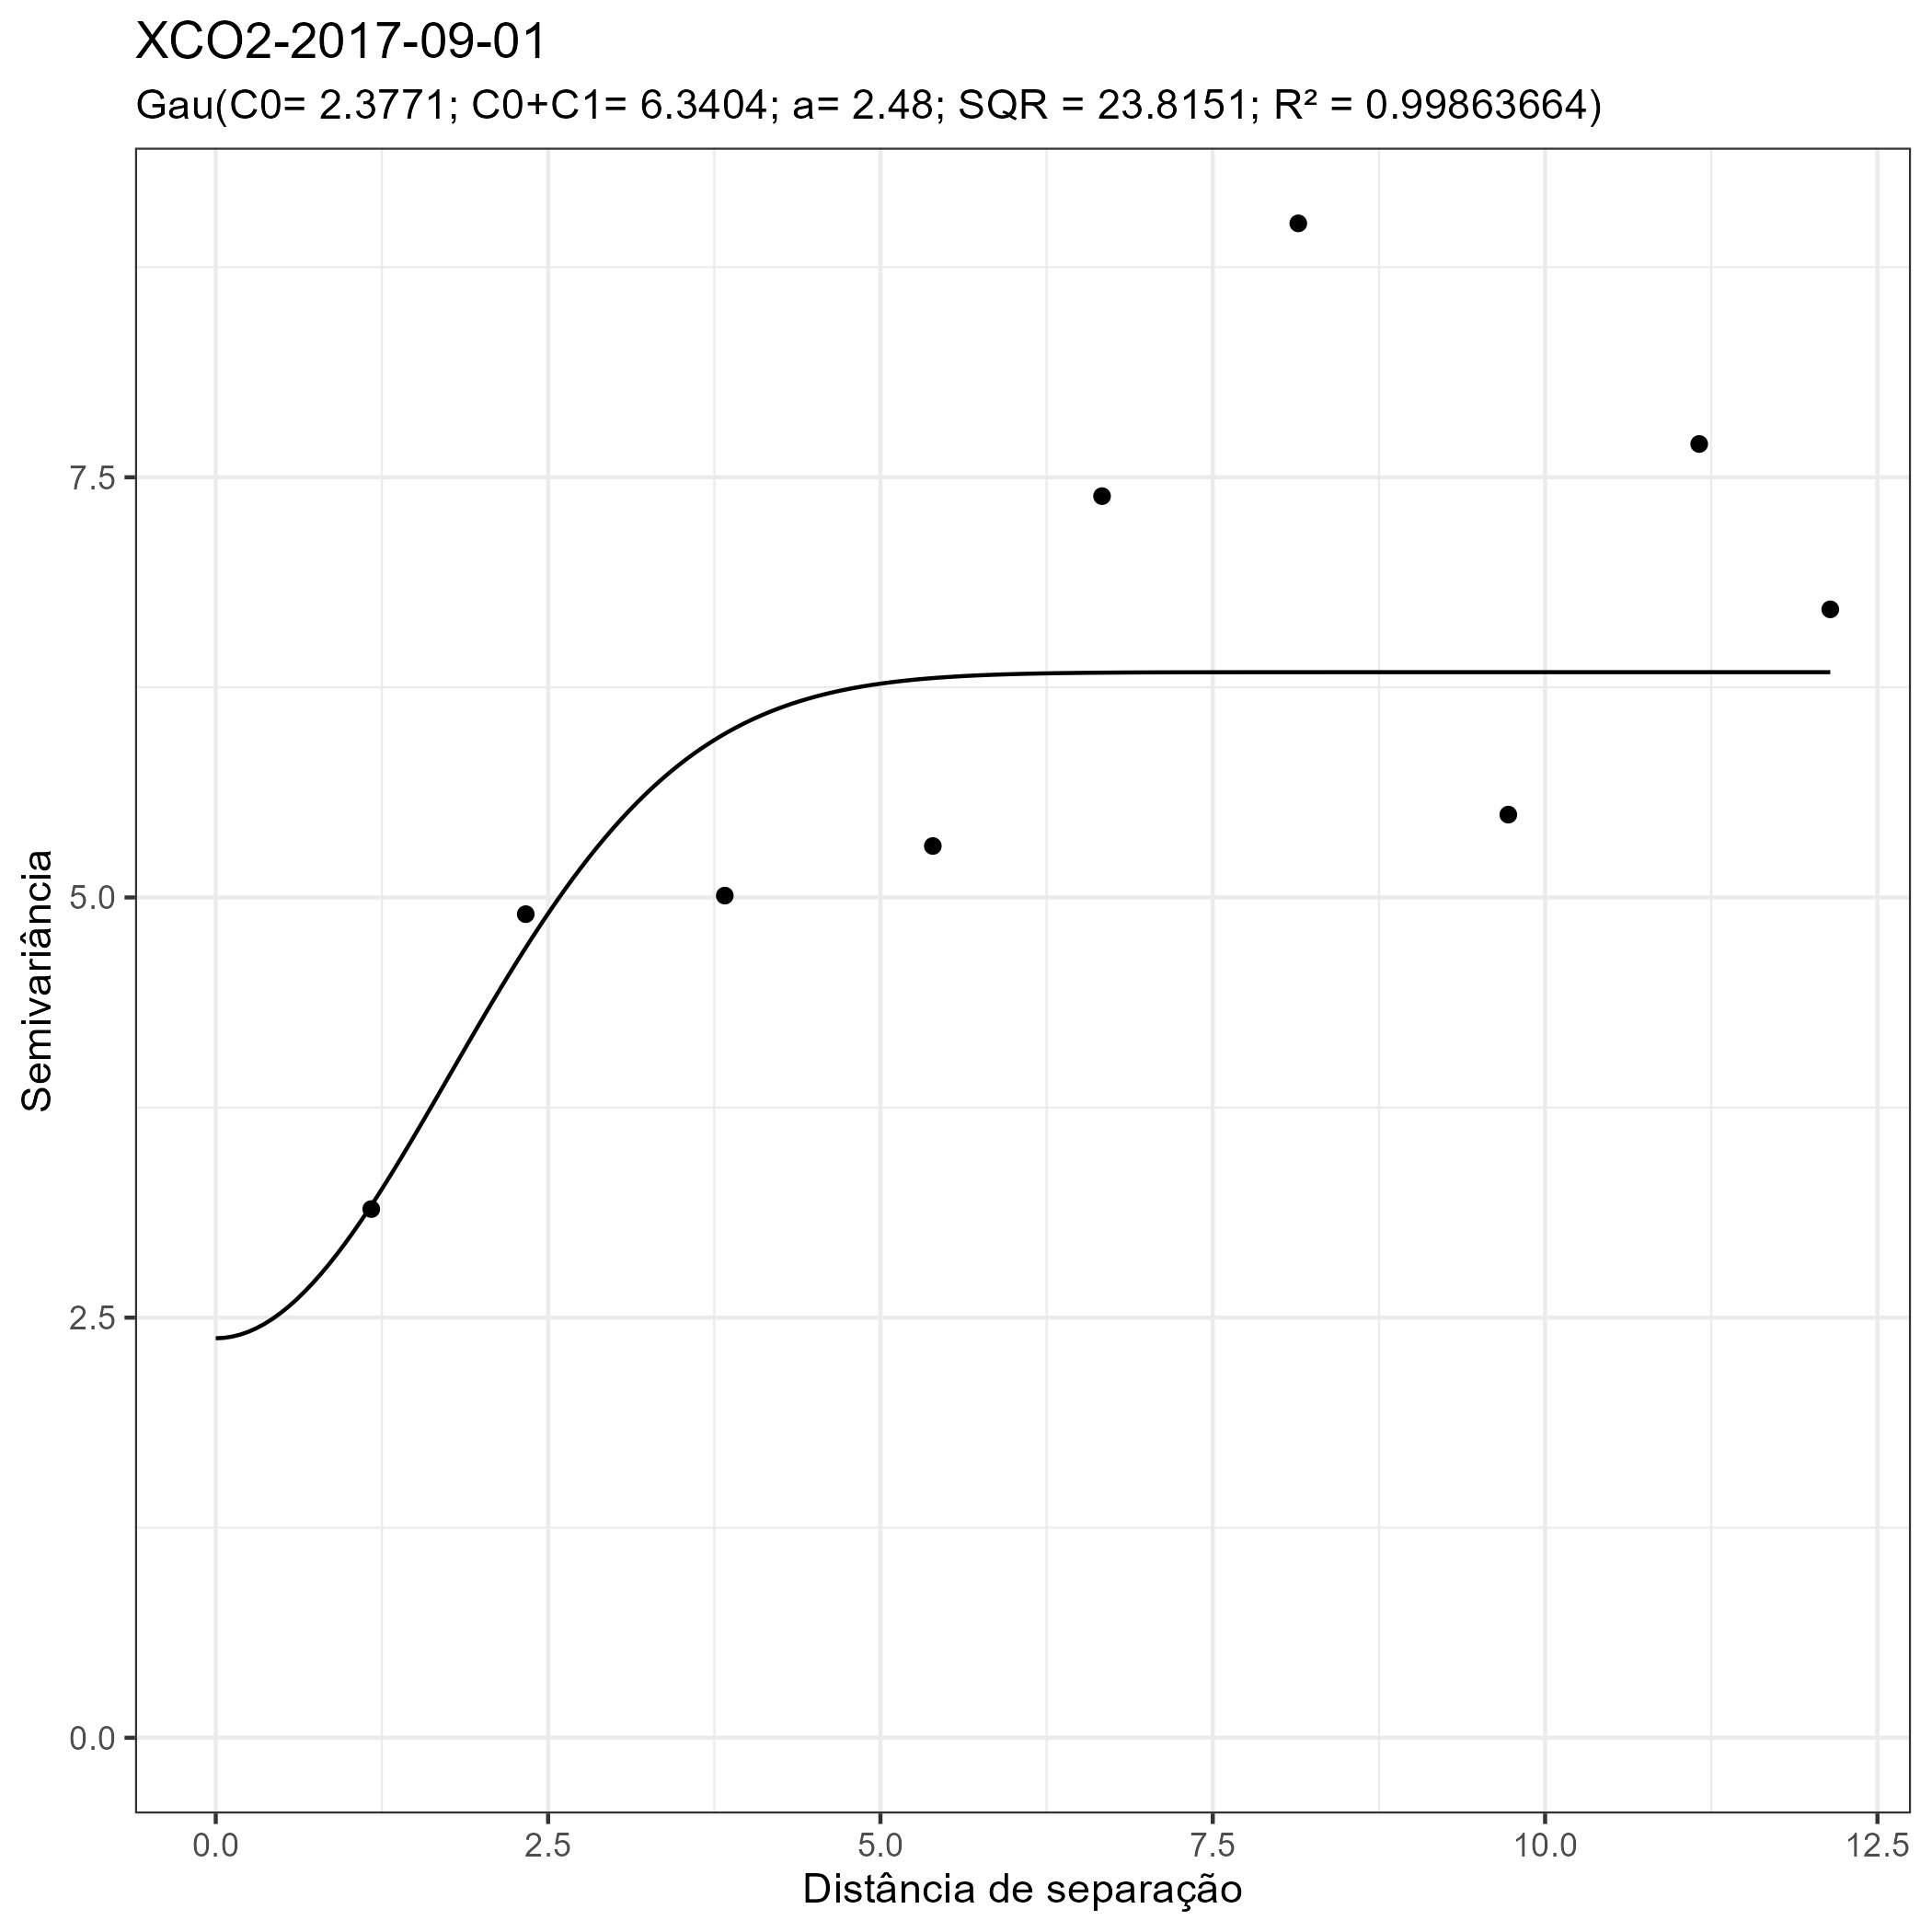 XCO2-2017-09-01
Gau(C0= 2.3771; C0+C1= 6.3404; a= 2.48; SQR = 23.8151; R² = 0.99863664)
Semivariância
7.5
5.0
2.5
0.0
0.0 2.5 5.0 7.5 10.0 12.5
Distância de separação